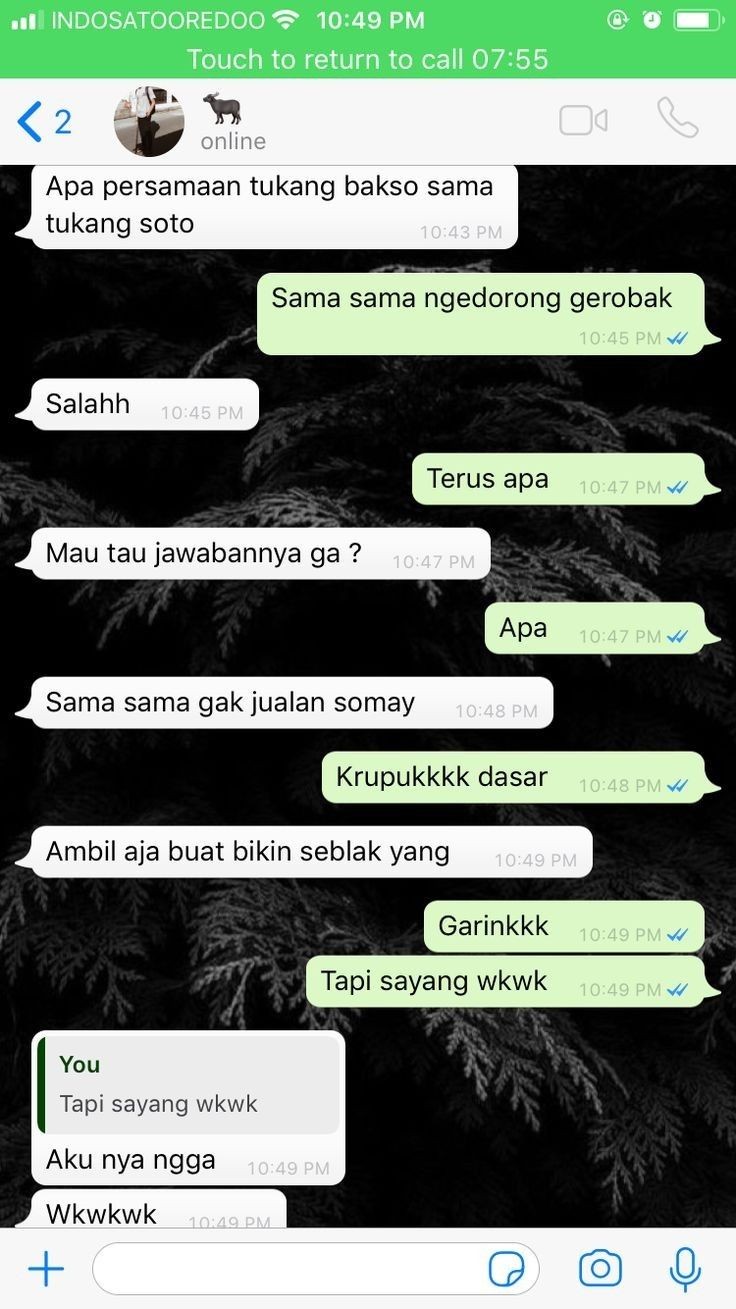 INDOSATOOREDOO 10:49 PM
Touch to return to call 07:55
2
online
Apa persamaan tukang bakso sama
tukang soto
10:43 PM
Sama sama ngedorong gerobak
10:45 PM
Salahh 10:45 PM
Terus apa 10:47 PM
Mau tau jawabannya ga ? 10:47 PM
Apa 10:47 PM
Sama sama gak jualan somay 10:48 PM
Krupukkkk dasar 10:48 PM
Ambil aja buat bikin seblak yang 10:49 PM
Garinkkk 10:49 PM
Tapi sayang wkwk 10:49 PM
You
Tapi sayang wkwk
Aku nya ngga 10:49 PM
Wkwkwk 10:49 PM